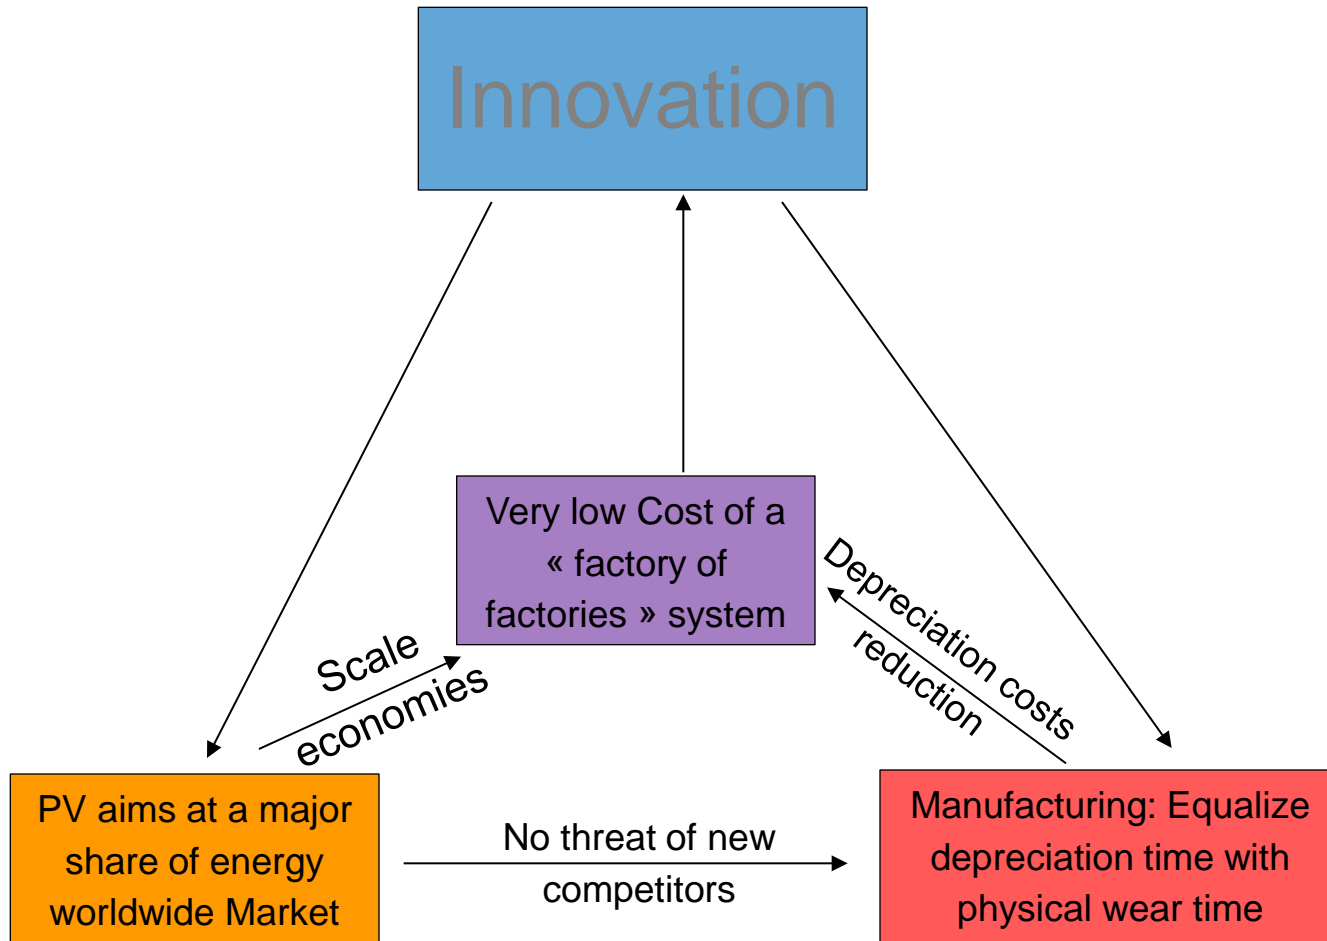 Innovation
Very low Cost of a
« factory of
factories » system
Scale
economies
Depreciation costs
reduction
PV aims at a major
share of energy
worldwide Market
No threat of new
competitors
Manufacturing: Equalize
depreciation time with
physical wear time